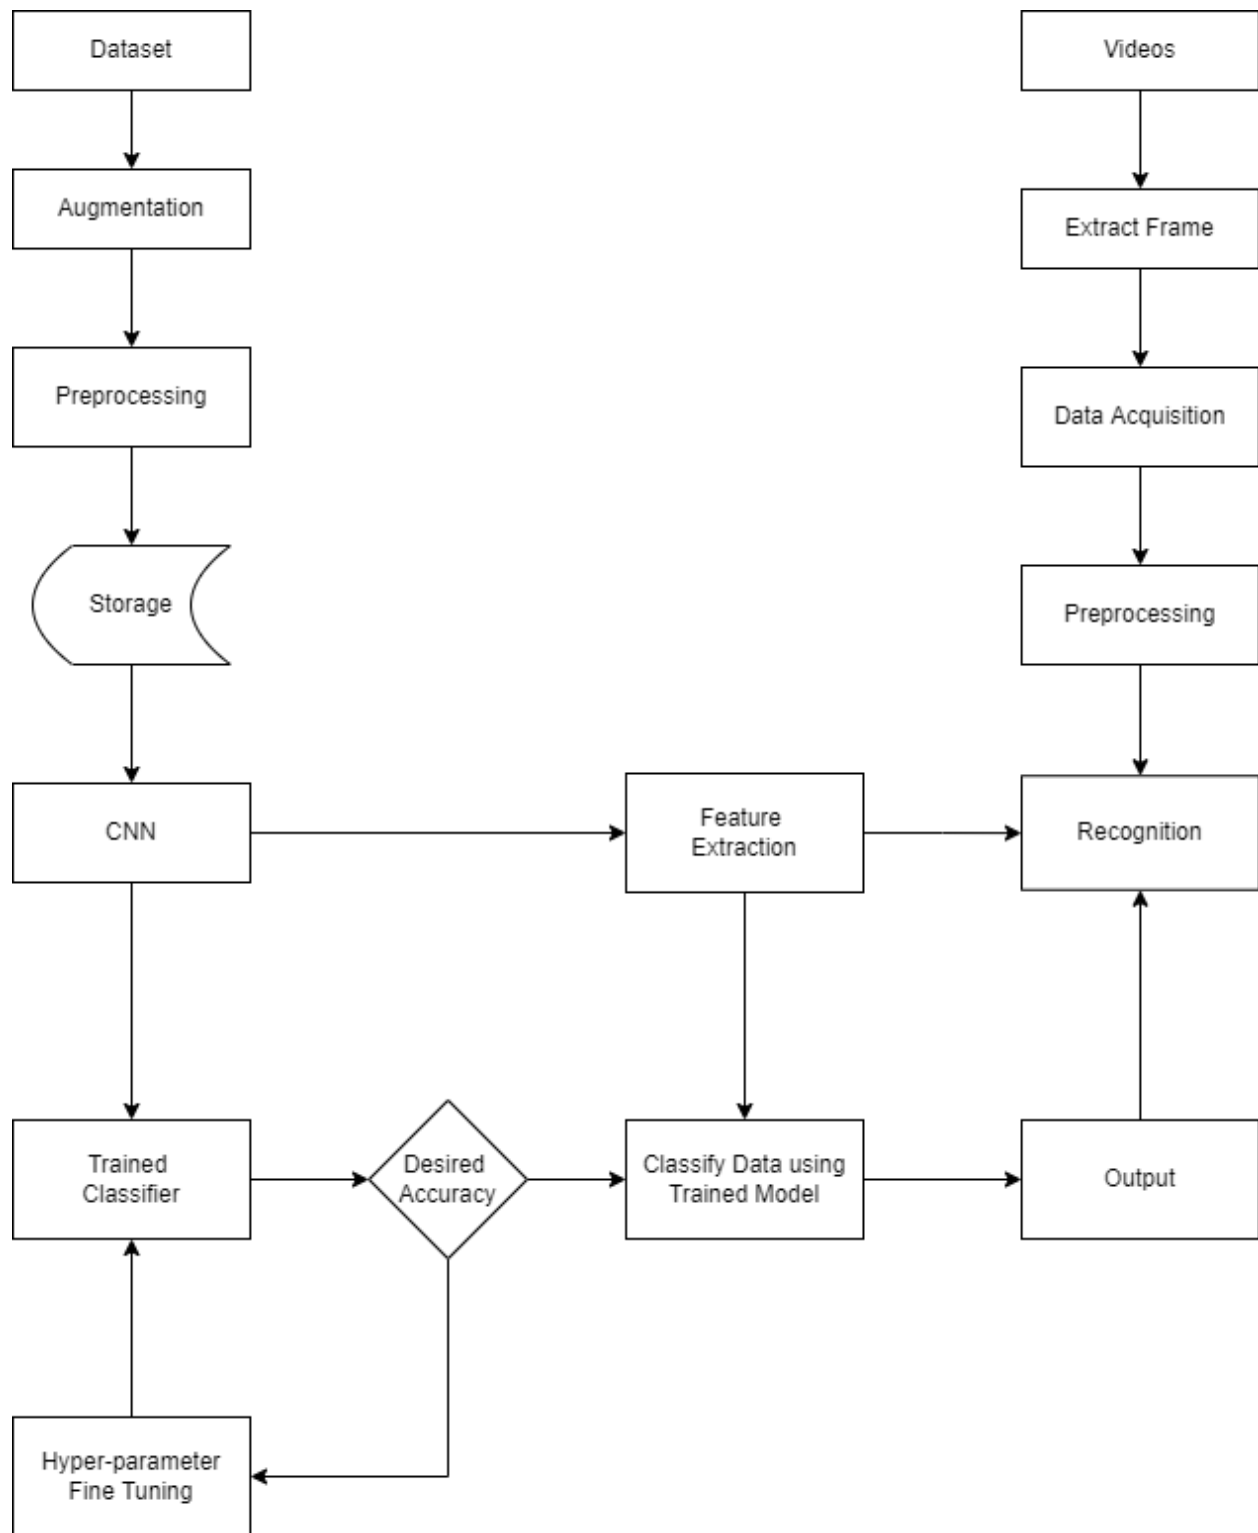 Dataset
Videos
Augmentation
Extract Frame
Preprocessing
Data Acquisition
Storage
Preprocessing
CNN
Feature
Extraction
Recognition
Trained
Classifier
Desired
Accuracy
Classify Data using
Trained Model
Output
Hyper-parameter
Fine Tuning